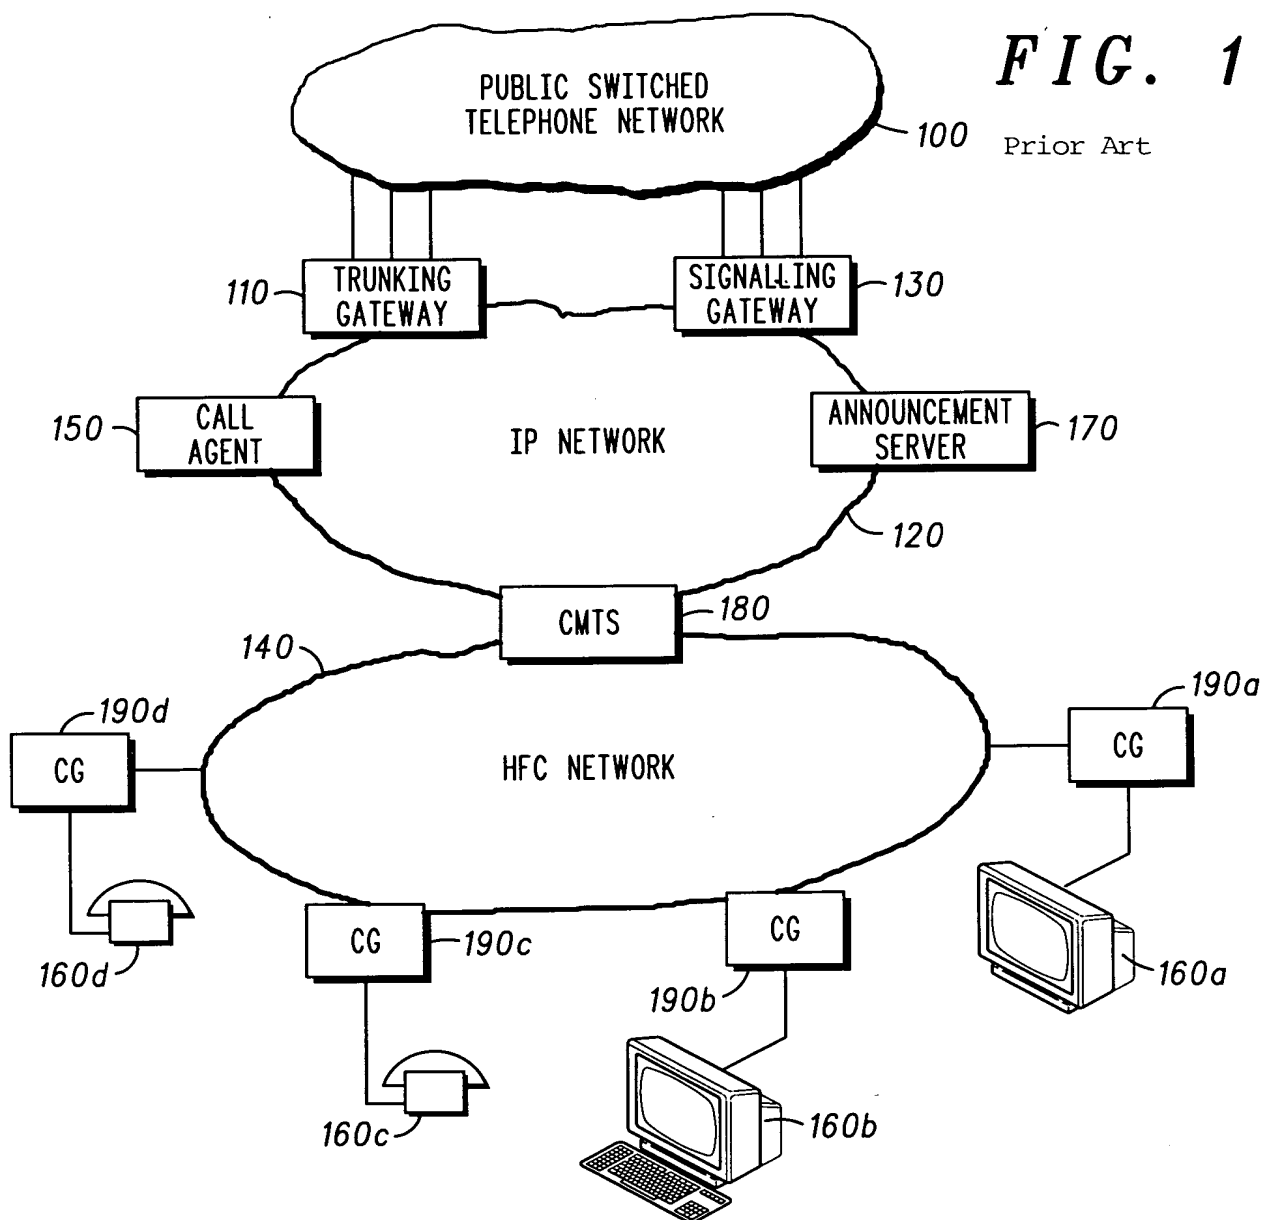 FIG. 1
Prior Art
PUBLIC SWITCHED
TELEPHONE NETWORK
100
TRUNKING
GATEWAY
110
SIGNALLING
GATEWAY
130
CALL
AGENT
150
IP NETWORK
ANNOUNCEMENT
SERVER
170
120
CMTS
180
140
190d
CG
190a
CG
HFC NETWORK
160d
CG
190c
CG
190b
160a
160c
160b